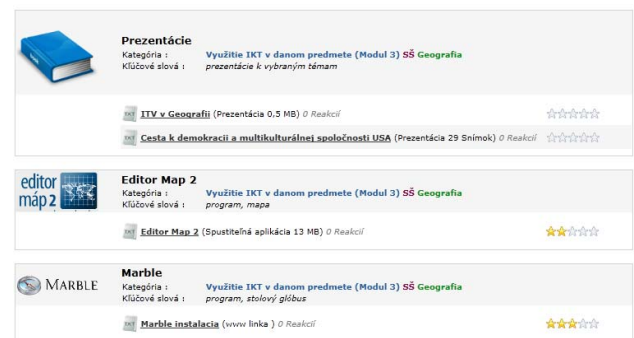 Prezentácie
Kategória : Využitie IKT v danom predmete (Modul 3) SŠ Geografia
Kľúčové slová : prezentácie k vybraným témam
ITV v Geografii (Prezentácia 0,5 MB) 0 Reakcií
Cesta k demokracii a multikulturálnej spoločnosti USA (Prezentácia 29 Snímok) 0 Reakcií
editor máp 2
Editor Map 2
Kategória : Využitie IKT v danom predmete (Modul 3) SŠ Geografia
Kľúčové slová : program, mapa
Editor Map 2 (Spustiteľná aplikácia 13 MB) 0 Reakcií
MARBLE
Marble
Kategória : Využitie IKT v danom predmete (Modul 3) SŠ Geografia
Kľúčové slová : program, stolový glóbus
Marble instalacia (www linka ) 0 Reakcií